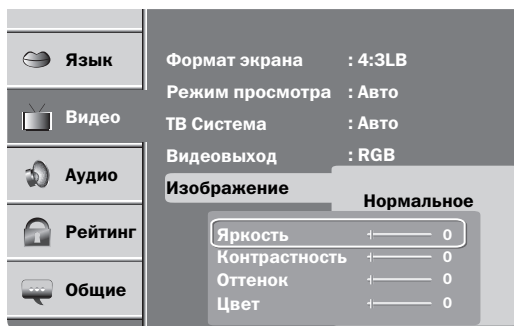 Язык
Видео
Аудио
Рейтинг
Общие
Формат экрана : 4:3LB
Режим просмотра : Авто
ТВ Система : Авто
Видеовыход : RGB
Изображение
Нормальное
Яркость 0
Контрастность 0
Оттенок 0
Цвет 0